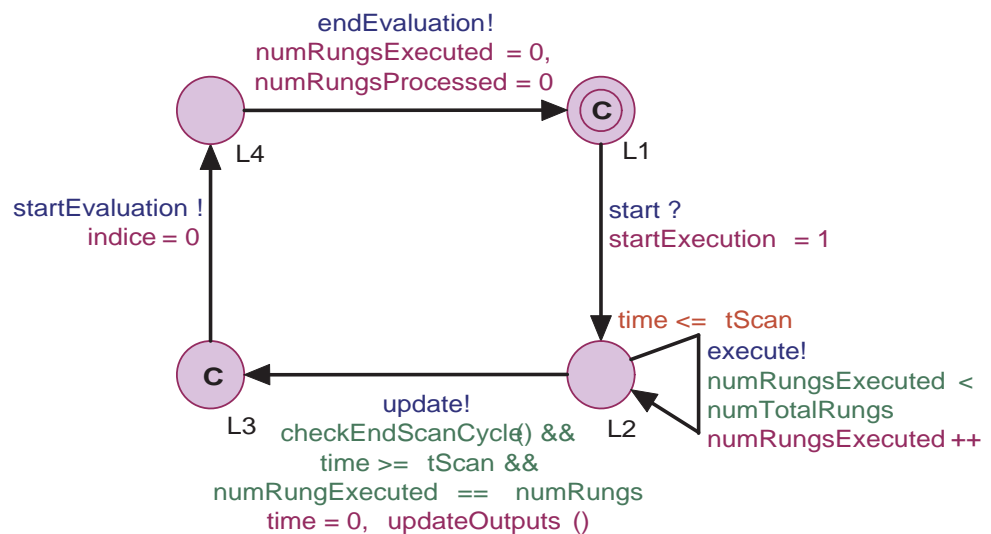 endEvaluation!
numRungsExecuted = 0,
numRungsProcessed = 0
C
L4
L1
startEvaluation !
indice = 0
start ?
startExecution = 1
time <= tScan
execute!
numRungsExecuted <
numTotalRungs
numRungsExecuted ++
C
L3
L2
update!
checkEndScanCycle() &&
time >= tScan &&
numRungExecuted == numRungs
time = 0, updateOutputs ()